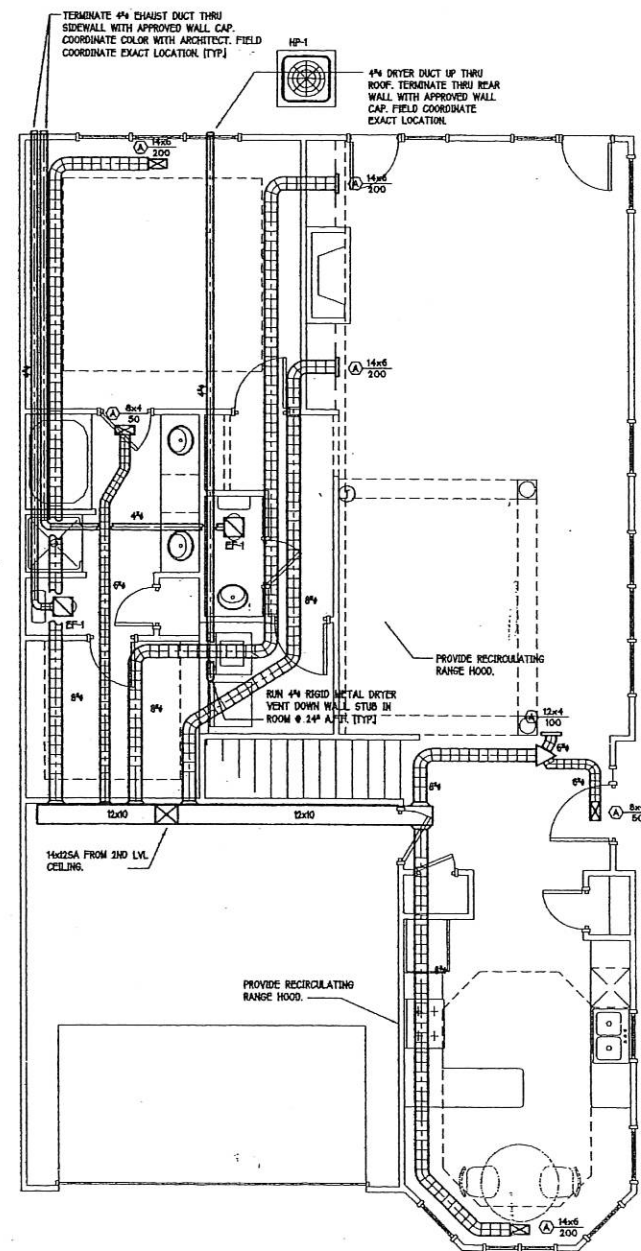 TERMINATE 4"ø EHAUST DUCT THRU
SIDEWALL WITH APPROVED WALL CAP.
COORDINATE COLOR WITH ARCHITECT. FIELD
COORDINATE EXACT LOCATION. [TYP.]
HP-1
4"ø DRYER DUCT UP THRU
ROOF. TERMINATE THRU REAR
WALL WITH APPROVED WALL
CAP. FIELD COORDINATE
EXACT LOCATION.
A 14x6
200
A 14x6
200
A 14x6
200
4"ø
4"ø
A 8x4
50
T
4"ø
EF-1
EF-1
8"ø
8"ø
PROVIDE RECIRCULATING
RANGE HOOD.
RUN 4"ø RIGID METAL DRYER
VENT DOWN WALL STUB IN
ROOM @ 24" A.F.F. [TYP.]
A 12x4
100
6"ø
A
12x10
12x10
14x12SA FROM 2ND LVL
CEILING.
8"ø
PROVIDE RECIRCULATING
RANGE HOOD.
A 14x6
200